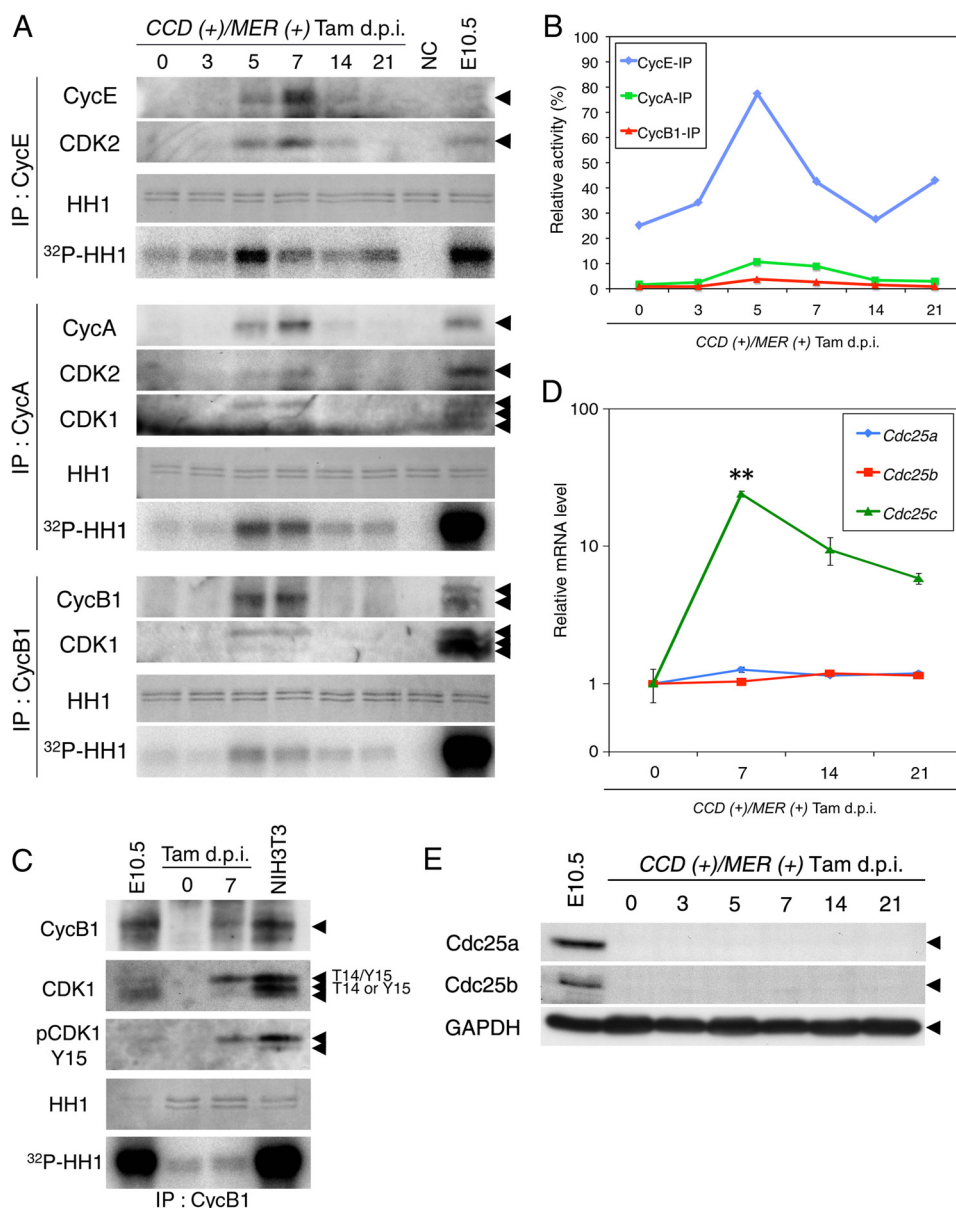 A
CCD (+)/MER (+) Tam d.p.i.
0 3 5 7 14 21 NC E10.5
IP : CycE
CycE
CDK2
HH1
32P-HH1
IP : CycA
CycA
CDK2
CDK1
HH1
32P-HH1
IP : CycB1
CycB1
CDK1
HH1
32P-HH1
B
Relative activity (%)
100
90
80
70
60
50
40
30
20
10
0
CycE-IP
CycA-IP
CycB1-IP
0 3 5 7 14 21
CCD (+)/MER (+) Tam d.p.i.
D
Relative mRNA level
100
10
1
0
**
Cdc25a
Cdc25b
Cdc25c
0 7 14 21
CCD (+)/MER (+) Tam d.p.i.
C
E10.5
Tam d.p.i.
0 7
NIH3T3
CycB1
CDK1
T14/Y15
T14 or Y15
pCDK1
Y15
HH1
32P-HH1
IP : CycB1
E
E10.5
CCD (+)/MER (+) Tam d.p.i.
0 3 5 7 14 21
Cdc25a
Cdc25b
GAPDH